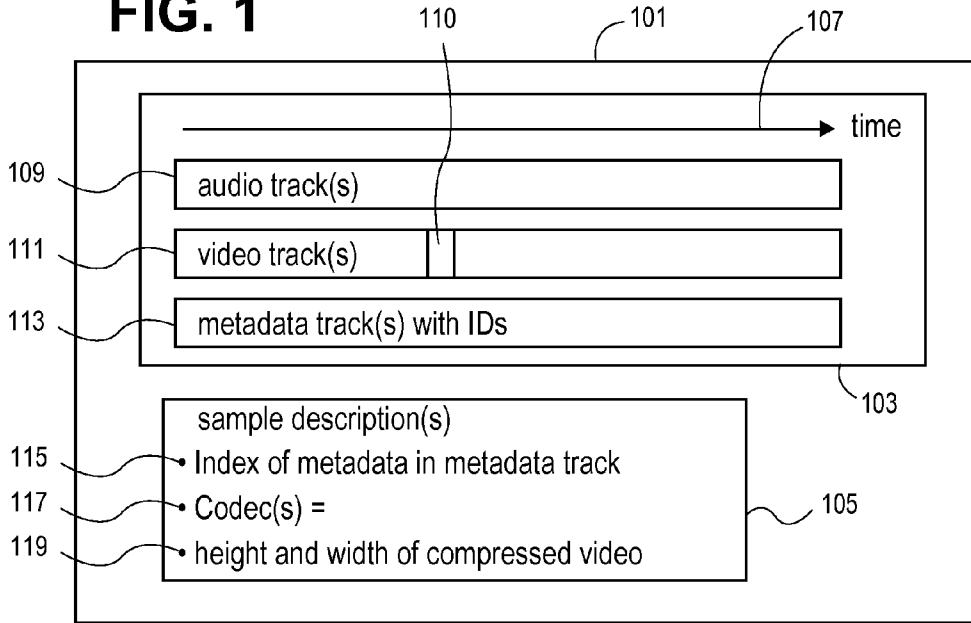 FIG. 1
110
101
107
time
109
audio track(s)
111
video track(s)
113
metadata track(s) with IDs
103
sample description(s)
115
• Index of metadata in metadata track
117
• Codec(s) =
105
119
• height and width of compressed video